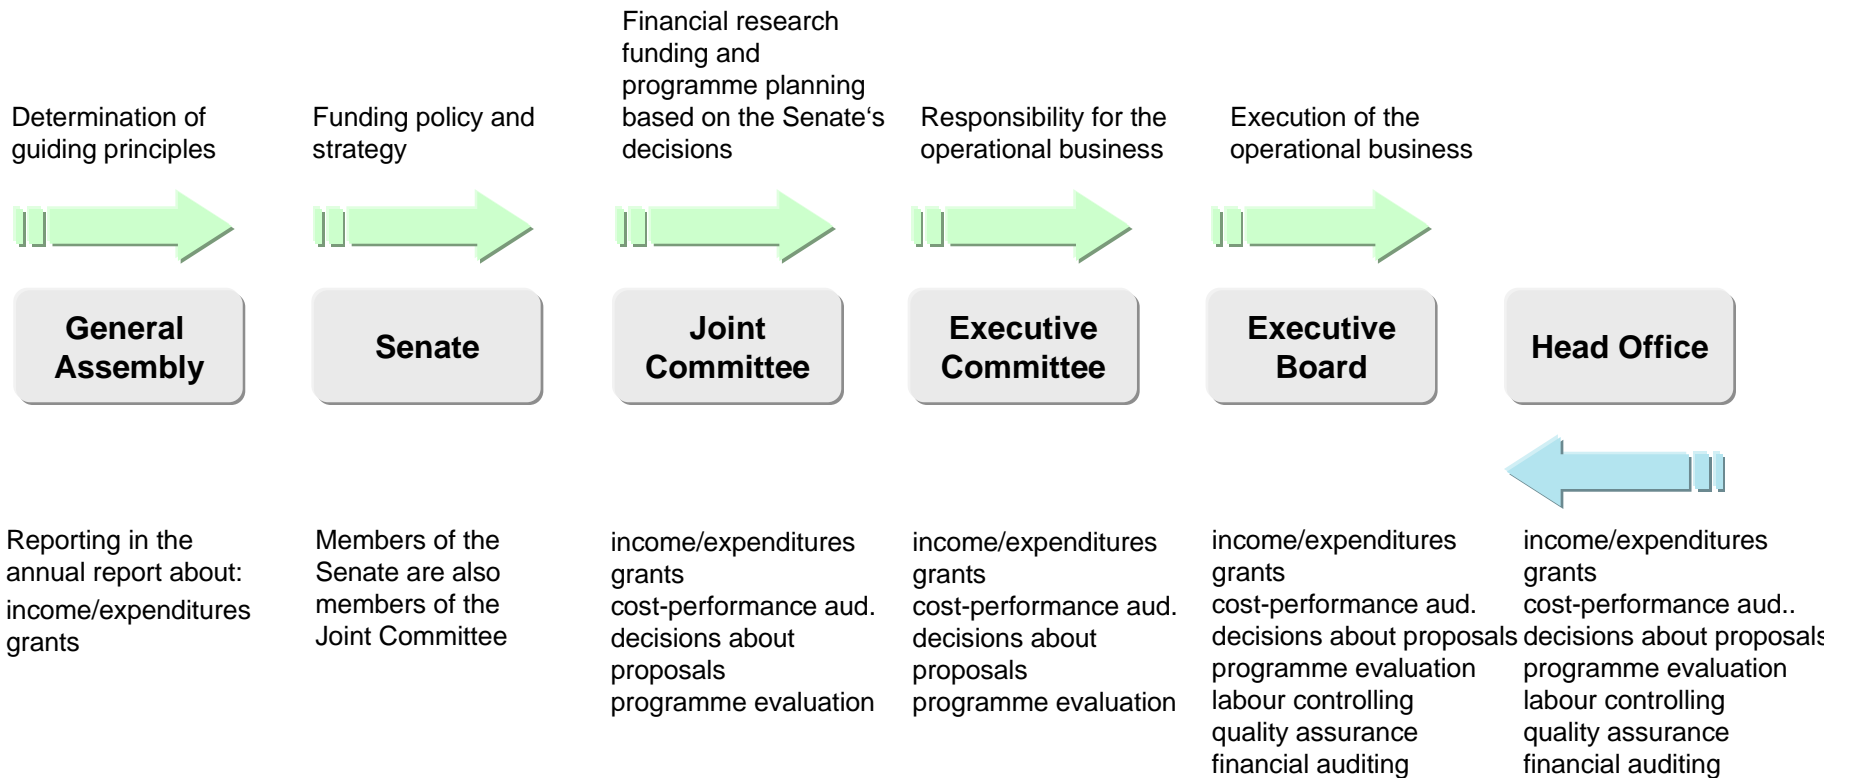 Determination of
guiding principles
Funding policy and
strategy
Financial research
funding and
programme planning
based on the Senate‘s
decisions
Responsibility for the
operational business
Execution of the
operational business
General
Assembly
Senate
Joint
Committee
Executive
Committee
Executive
Board
Head Office
Reporting in the
annual report about:
income/expenditures
grants
Members of the
Senate are also
members of the
Joint Committee
income/expenditures
grants
cost-performance aud.
decisions about
proposals
programme evaluation
income/expenditures
grants
cost-performance aud.
decisions about
proposals
programme evaluation
income/expenditures
grants
cost-performance aud.
decisions about proposals
programme evaluation
labour controlling
quality assurance
financial auditing
income/expenditures
grants
cost-performance aud..
decisions about proposals
programme evaluation
labour controlling
quality assurance
financial auditing